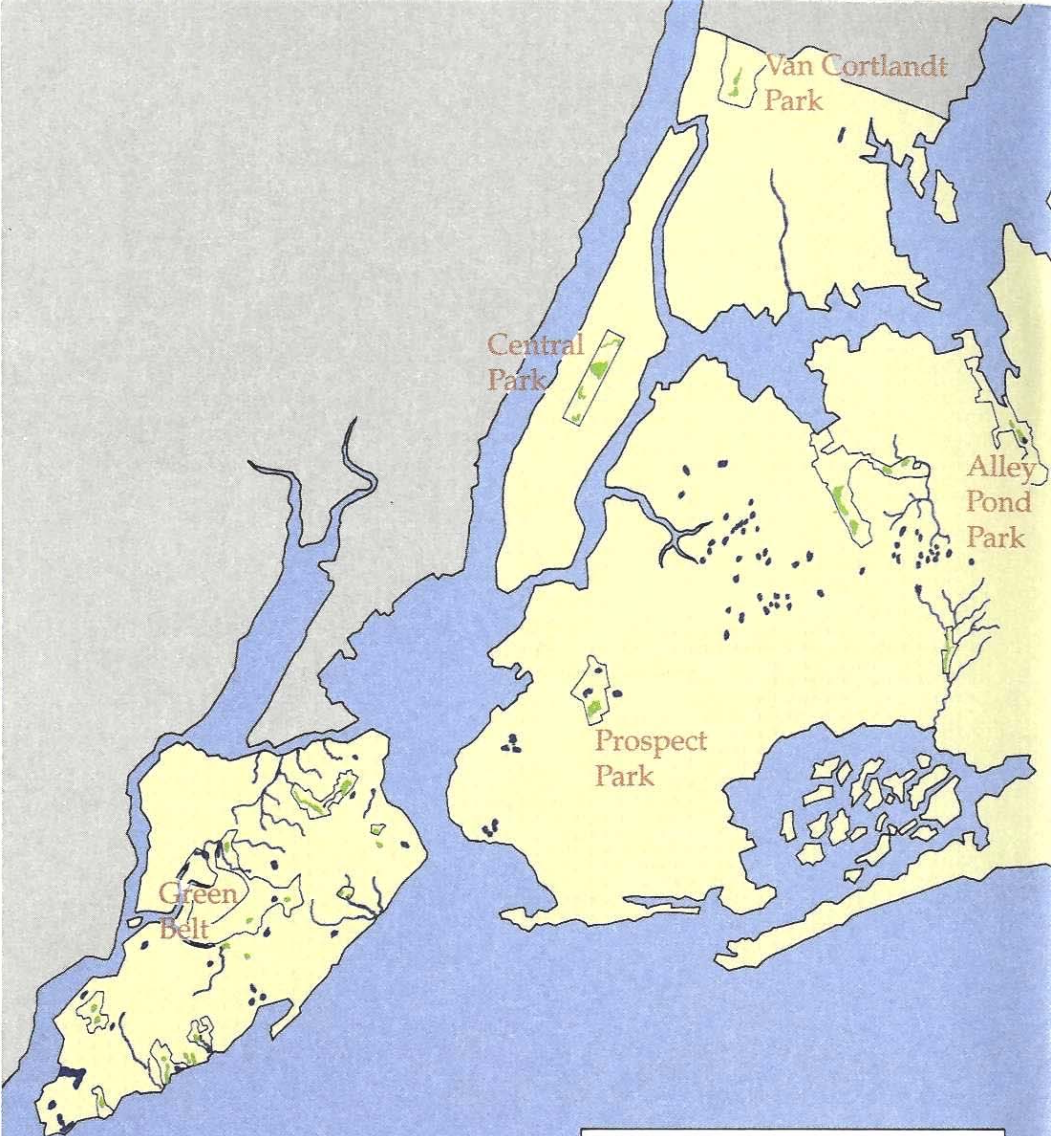 Van Cortlandt
Park
Central
Park
Alley
Pond
Park
Prospect
Park
Green
Belt